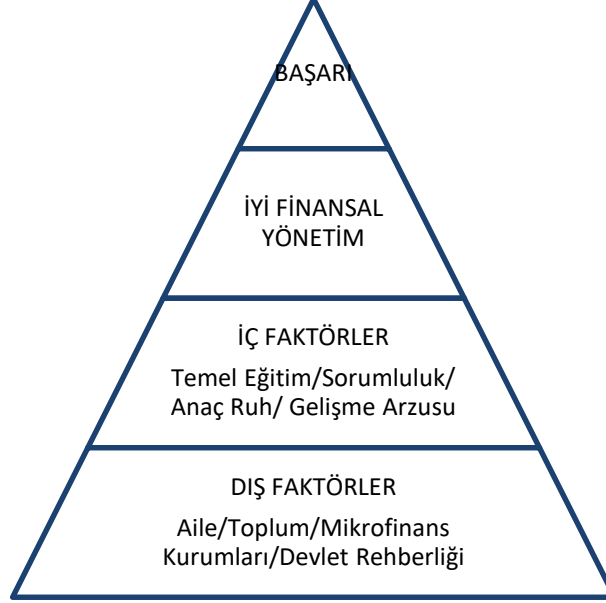 BAŞARI
İYİ FİNANSAL
YÖNETİM
İÇ FAKTÖRLER
Temel Eğitim/Sorumluluk/
Anaç Ruh/ Gelişme Arzusu
DIŞ FAKTÖRLER
Aile/Toplum/Mikrofinans
Kurumları/Devlet Rehberliği